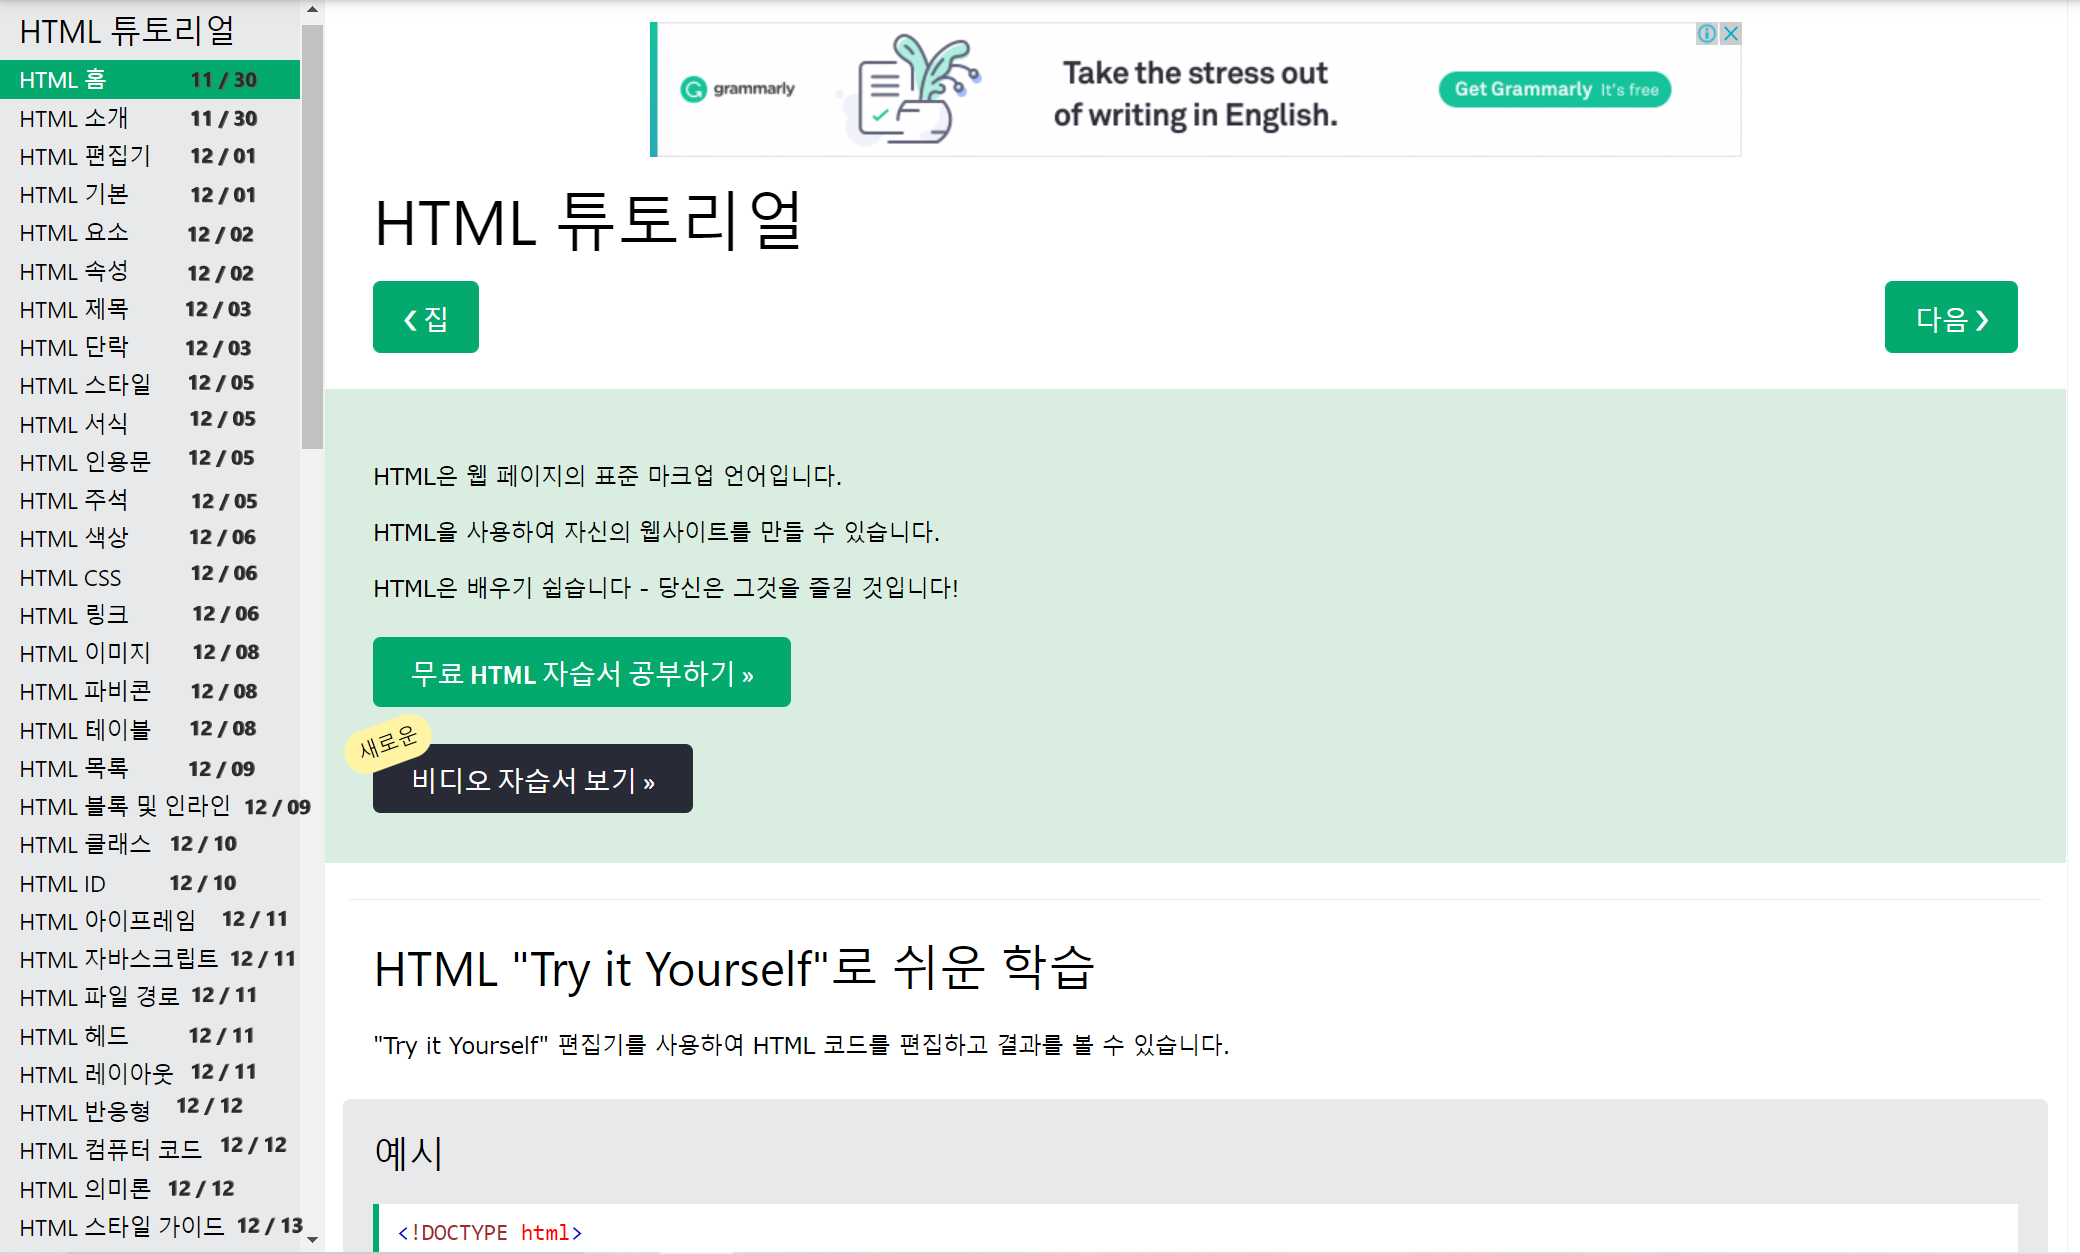 HTML 튜토리얼
HTML 홈 11 / 30
HTML 소개 11 / 30
HTML 편집기 12 / 01
HTML 기본 12 / 01
HTML 요소 12 / 02
HTML 속성 12 / 02
HTML 제목 12 / 03
HTML 단락 12 / 03
HTML 스타일 12 / 05
HTML 서식 12 / 05
HTML 인용문 12 / 05
HTML 주석 12 / 05
HTML 색상 12 / 06
HTML CSS 12 / 06
HTML 링크 12 / 06
HTML 이미지 12 / 08
HTML 파비콘 12 / 08
HTML 테이블 12 / 08
HTML 목록 12 / 09
HTML 블록 및 인라인 12 / 09
HTML 클래스 12 / 10
HTML ID 12 / 10
HTML 아이프레임 12 / 11
HTML 자바스크립트 12 / 11
HTML 파일 경로 12 / 11
HTML 헤드 12 / 11
HTML 레이아웃 12 / 11
HTML 반응형 12 / 12
HTML 컴퓨터 코드 12 / 12
HTML 의미론 12 / 12
HTML 스타일 가이드 12 / 13
grammarly
Take the stress out
of writing in English.
Get Grammarly It's free
HTML 튜토리얼
❮ 집
다음 ❯
HTML은 웹 페이지의 표준 마크업 언어입니다.
HTML을 사용하여 자신의 웹사이트를 만들 수 있습니다.
HTML은 배우기 쉽습니다 - 당신은 그것을 즐길 것입니다!
무료 HTML 자습서 공부하기 »
새로운
비디오 자습서 보기 »
HTML "Try it Yourself"로 쉬운 학습
"Try it Yourself" 편집기를 사용하여 HTML 코드를 편집하고 결과를 볼 수 있습니다.
예시
<!DOCTYPE html>